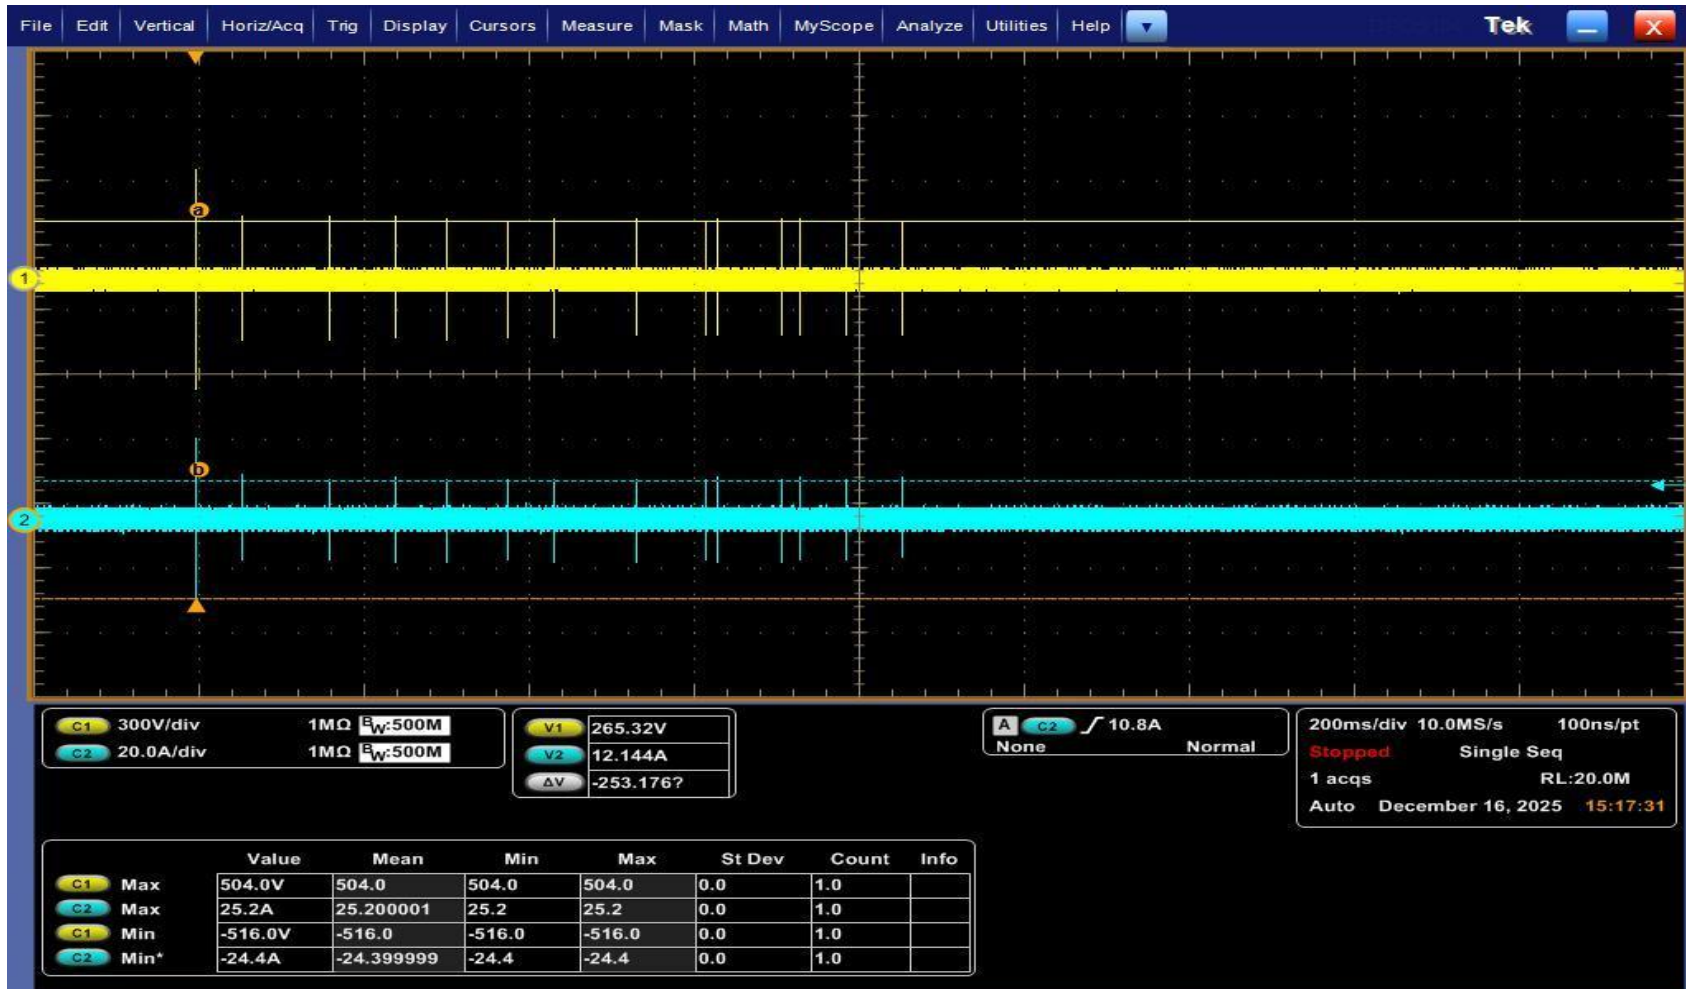 File Edit Vertical Horiz/Acq Trig Display Cursors Measure Mask Math MyScope Analyze Utilities Help Tek X
a
1
b
2
C1 300V/div 1MΩ BW:500M
C2 20.0A/div 1MΩ BW:500M
V1 265.32V
V2 12.144A
ΔV -253.176?
A C2 10.8A
None Normal
200ms/div 10.0MS/s 100ns/pt
Stopped Single Seq
1 acqs RL:20.0M
Auto December 16, 2025 15:17:31
Value Mean Min Max St Dev Count Info
C1 Max 504.0V 504.0 504.0 504.0 0.0 1.0
C2 Max 25.2A 25.200001 25.2 25.2 0.0 1.0
C1 Min -516.0V -516.0 -516.0 -516.0 0.0 1.0
C2 Min* -24.4A -24.399999 -24.4 -24.4 0.0 1.0